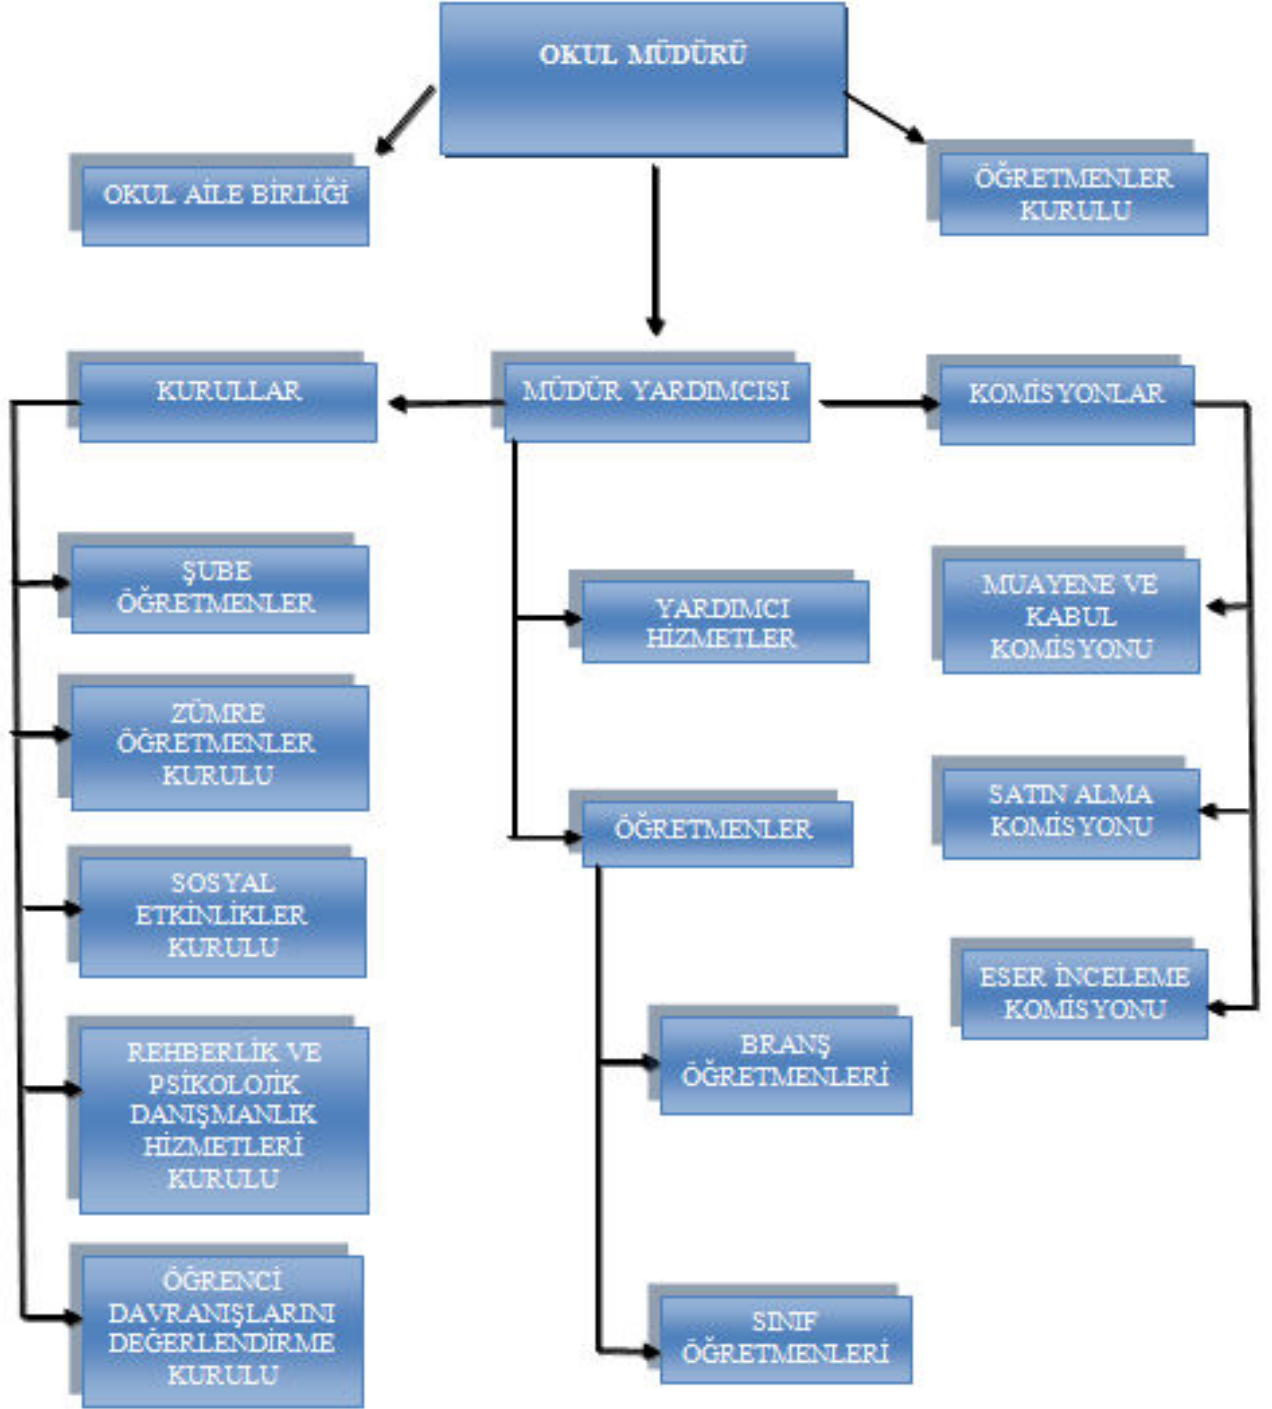 OKUL MÜDÜRÜ
OKUL AİLE BİRLİĞİ
ÖĞRETMENLER
KURULU
KURULLAR
MÜDÜR YARDIMCISI
KOMİSYONLAR
ŞUBE
ÖĞRETMENLER
ZÜMRE
ÖĞRETMENLER
KURULU
SOSYAL
ETKİNLİKLER
KURULU
REHBERLİK VE
PSİKOLOJİK
DANIŞMANLIK
HİZMETLERİ
KURULU
ÖĞRENCİ
DAVRANIŞLARINI
DEĞERLENDİRME
KURULU
YARDIMCI
HİZMETLER
ÖĞRETMENLER
BRANŞ
ÖĞRETMENLERİ
SINIF
ÖĞRETMENLERİ
MUAYENE VE
KABUL
KOMİSYONU
SATIN ALMA
KOMİSYONU
ESER İNCELEME
KOMİSYONU